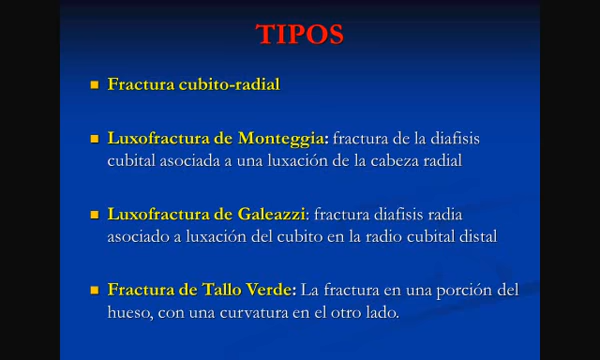 TIPOS
Fractura cubito-radial
Luxofractura de Monteggia: fractura de la diafisis
cubital asociada a una luxación de la cabeza radial
Luxofractura de Galeazzi: fractura diafisis radia
asociado a luxación del cubito en la radio cubital distal
Fractura de Tallo Verde: La fractura en una porción del
hueso, con una curvatura en el otro lado.